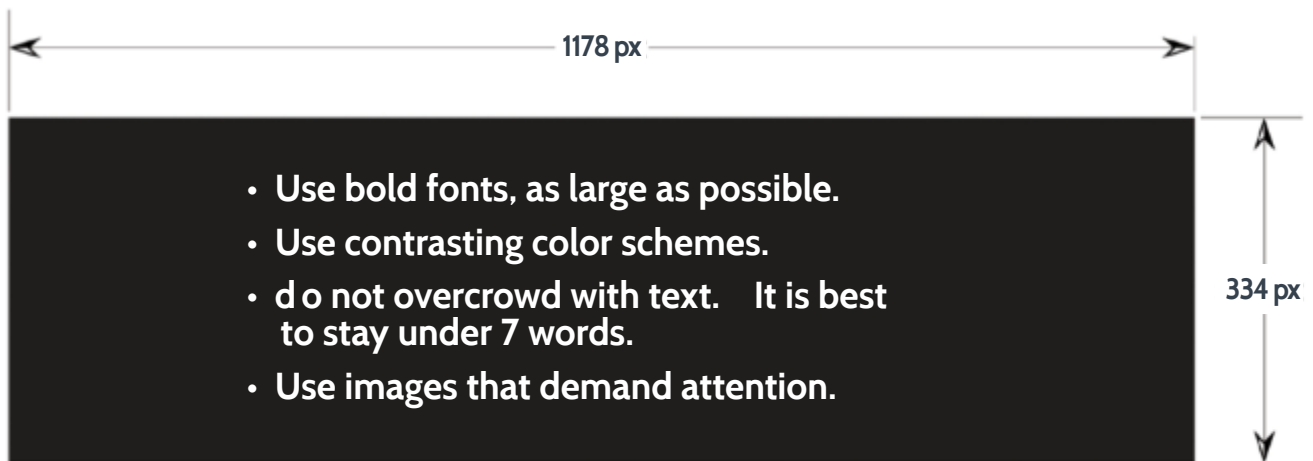 1178 px
• Use bold fonts, as large as possible.
• Use contrasting color schemes.
• d o not overcrowd with text. It is best
to stay under 7 words.
• Use images that demand attention.
334 px